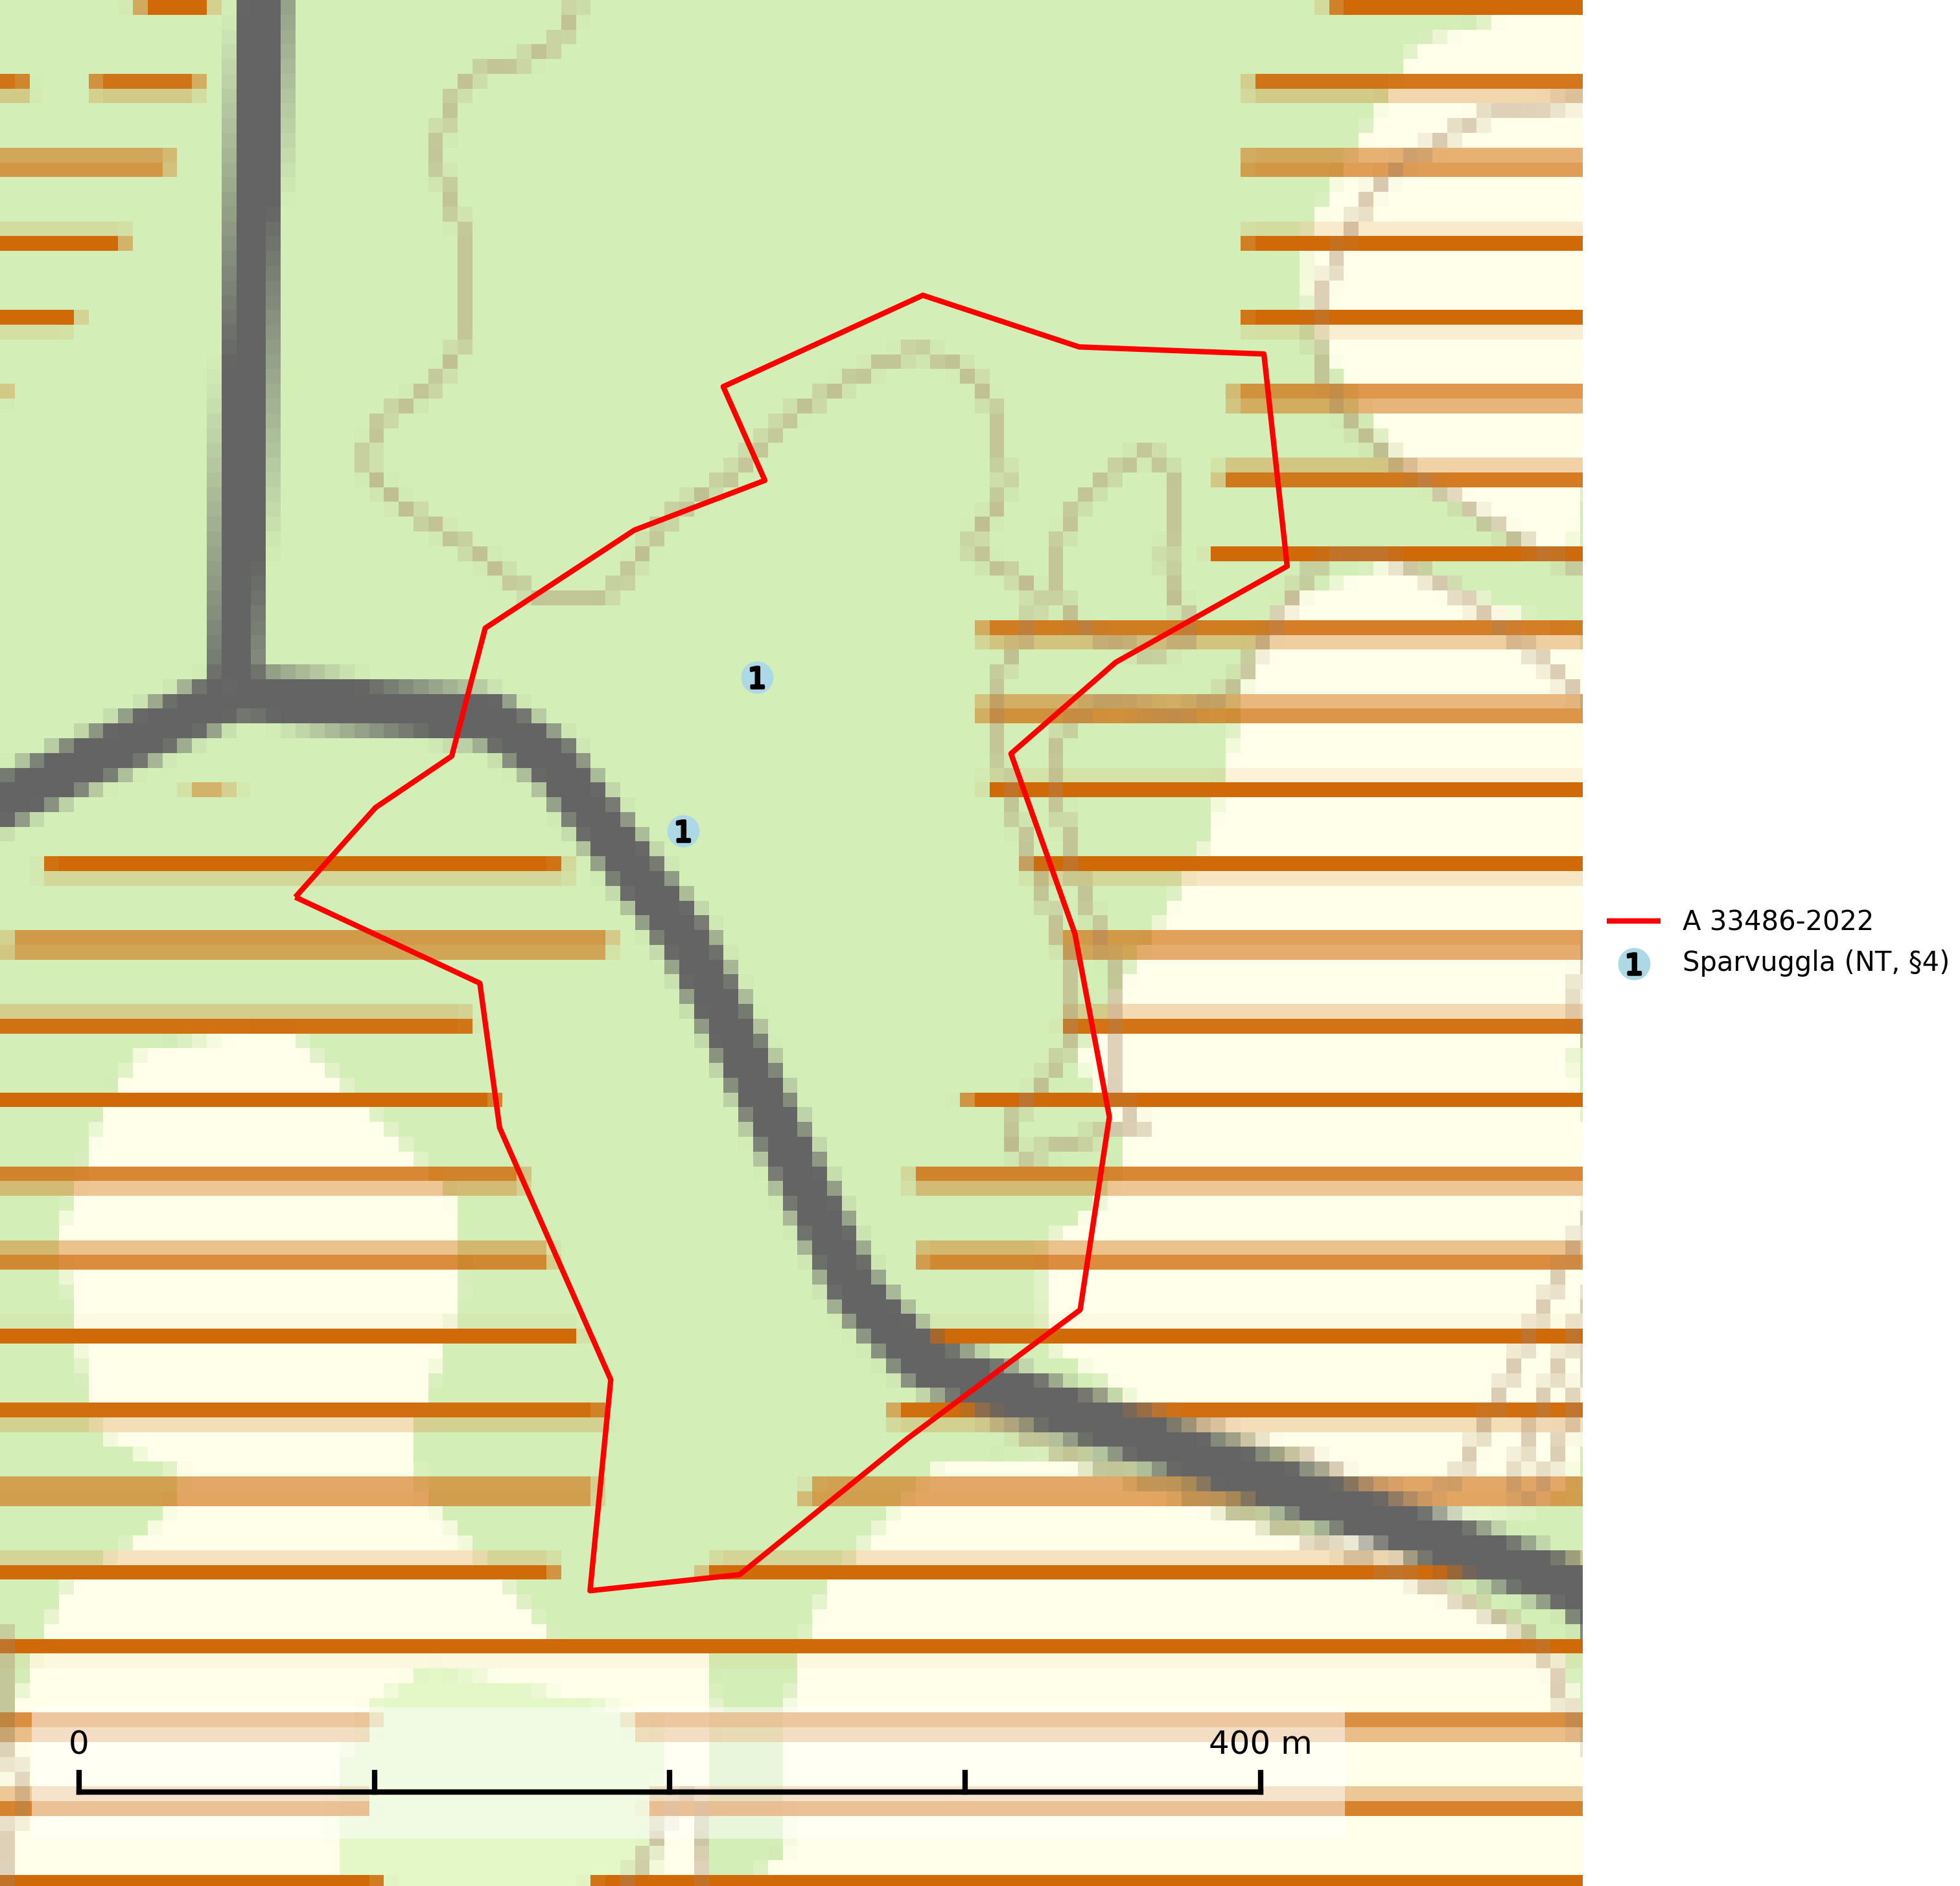 1
1
A 33486-2022
1 Sparvuggla (NT, §4)
0 400 m